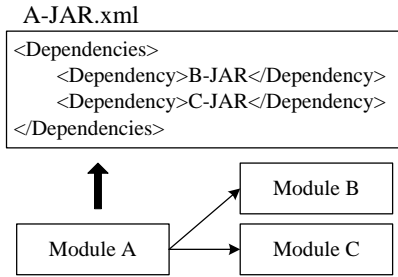 A-JAR.xml
<Dependencies>
<Dependency>B-JAR</Dependency>
<Dependency>C-JAR</Dependency>
</Dependencies>
Module B
Module A
Module C